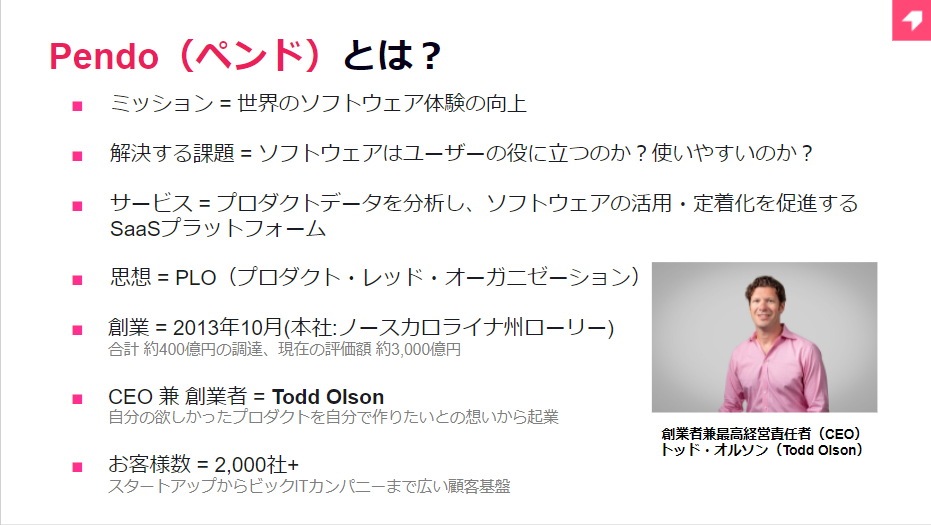 Pendo（ペンド）とは？
ミッション = 世界のソフトウェア体験の向上
解決する課題 = ソフトウェアはユーザーの役に立つのか？使いやすいのか？
サービス = プロダクトデータを分析し、ソフトウェアの活用・定着化を促進する
SaaSプラットフォーム
思想 = PLO（プロダクト・レッド・オーガニゼーション）
創業 = 2013年10月(本社:ノースカロライナ州ローリー)
合計 約400億円の調達、現在の評価額 約3,000億円
CEO 兼 創業者 = Todd Olson
自分の欲しかったプロダクトを自分で作りたいとの想いから起業
お客様数 = 2,000社+
スタートアップからビックITカンパニーまで広い顧客基盤
創業者兼最高経営責任者（CEO）
トッド・オルソン（Todd Olson）